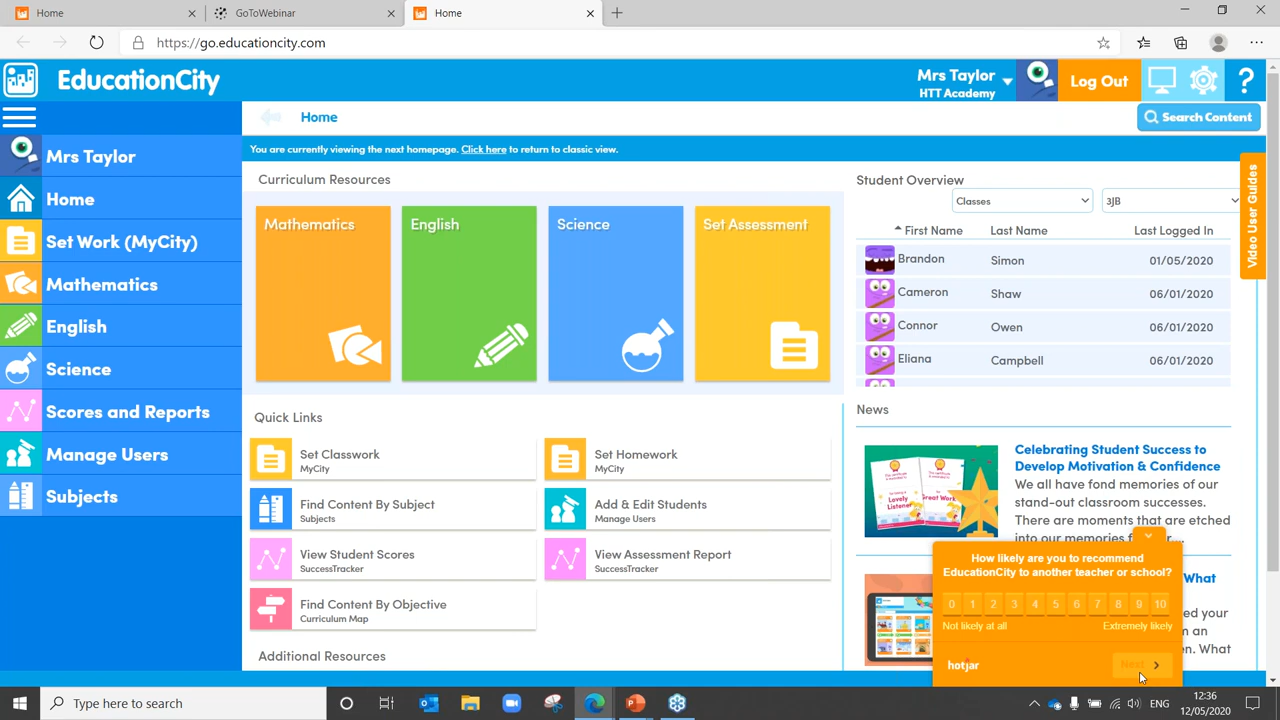 Home
GoToWebinar
Home
https://go.educationcity.com
EducationCity
Mrs Taylor
HTT Academy
Log Out
?
Home
Search Content
You are currently viewing the next homepage. Click here to return to classic view.
Mrs Taylor
Home
Set Work (MyCity)
Mathematics
English
Science
Scores and Reports
Manage Users
Subjects
Curriculum Resources
Mathematics
English
Science
Set Assessment
Student Overview
Classes
3JB
First Name Last Name Last Logged In
Brandon Simon 01/05/2020
Cameron Shaw 06/01/2020
Connor Owen 06/01/2020
Eliana Campbell 06/01/2020
Video User Guides
Quick Links
Set Classwork
MyCity
Set Homework
MyCity
Find Content By Subject
Subjects
Add & Edit Students
Manage Users
View Student Scores
SuccessTracker
View Assessment Report
SuccessTracker
Find Content By Objective
Curriculum Map
Additional Resources
News
Lovely
Listener
Great Work
Celebrating Student Success to
Develop Motivation & Confidence
We all have fond memories of our
stand-out classroom successes.
There are moments that are etched
into our memories
What
How likely are you to recommend
EducationCity to another teacher or school?
0 1 2 3 4 5 6 7 8 9 10
Not likely at all Extremely likely
hotjar
Next
Type here to search
ENG
12:36
12/05/2020